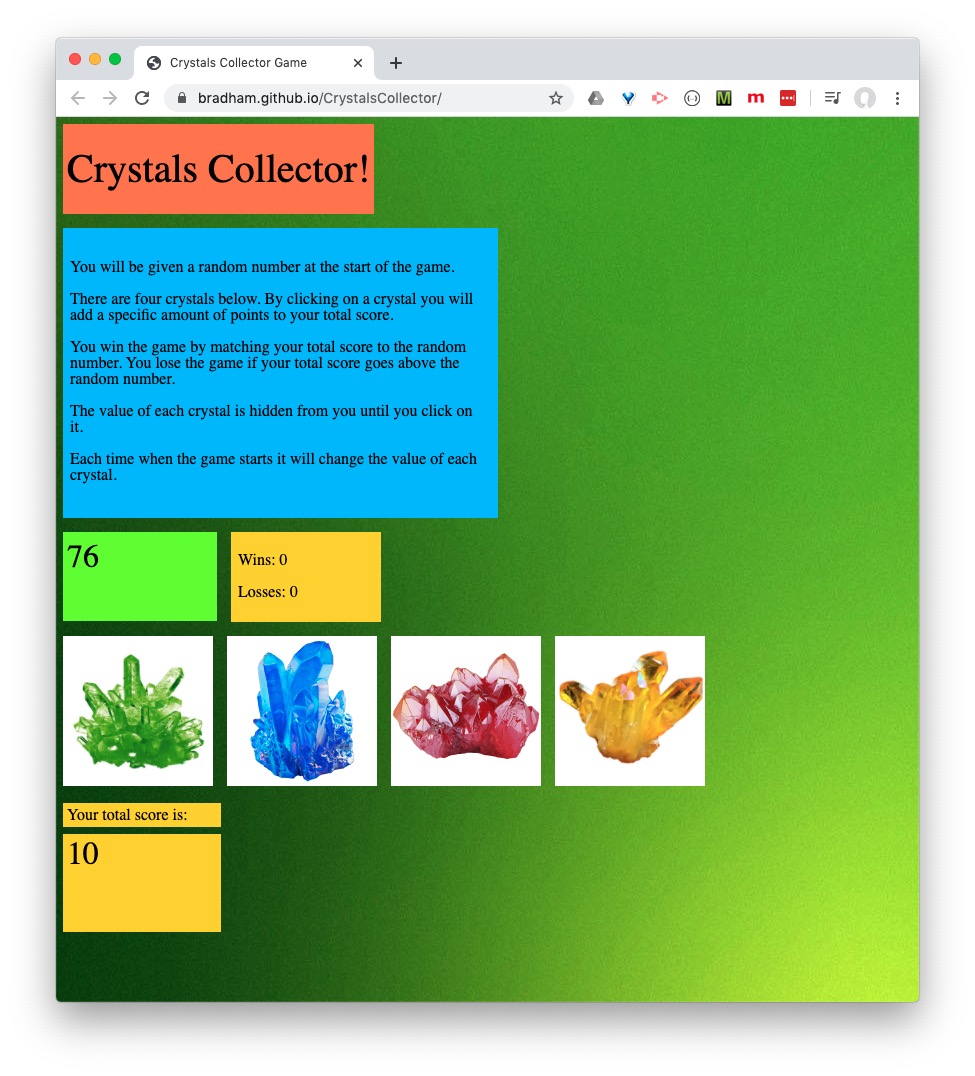 Crystals Collector Game
bradham.github.io/CrystalsCollector/
Crystals Collector!
You will be given a random number at the start of the game.
There are four crystals below. By clicking on a crystal you will
add a specific amount of points to your total score.
You win the game by matching your total score to the random
number. You lose the game if your total score goes above the
random number.
The value of each crystal is hidden from you until you click on
it.
Each time when the game starts it will change the value of each
crystal.
76
Wins: 0
Losses: 0
Your total score is:
10